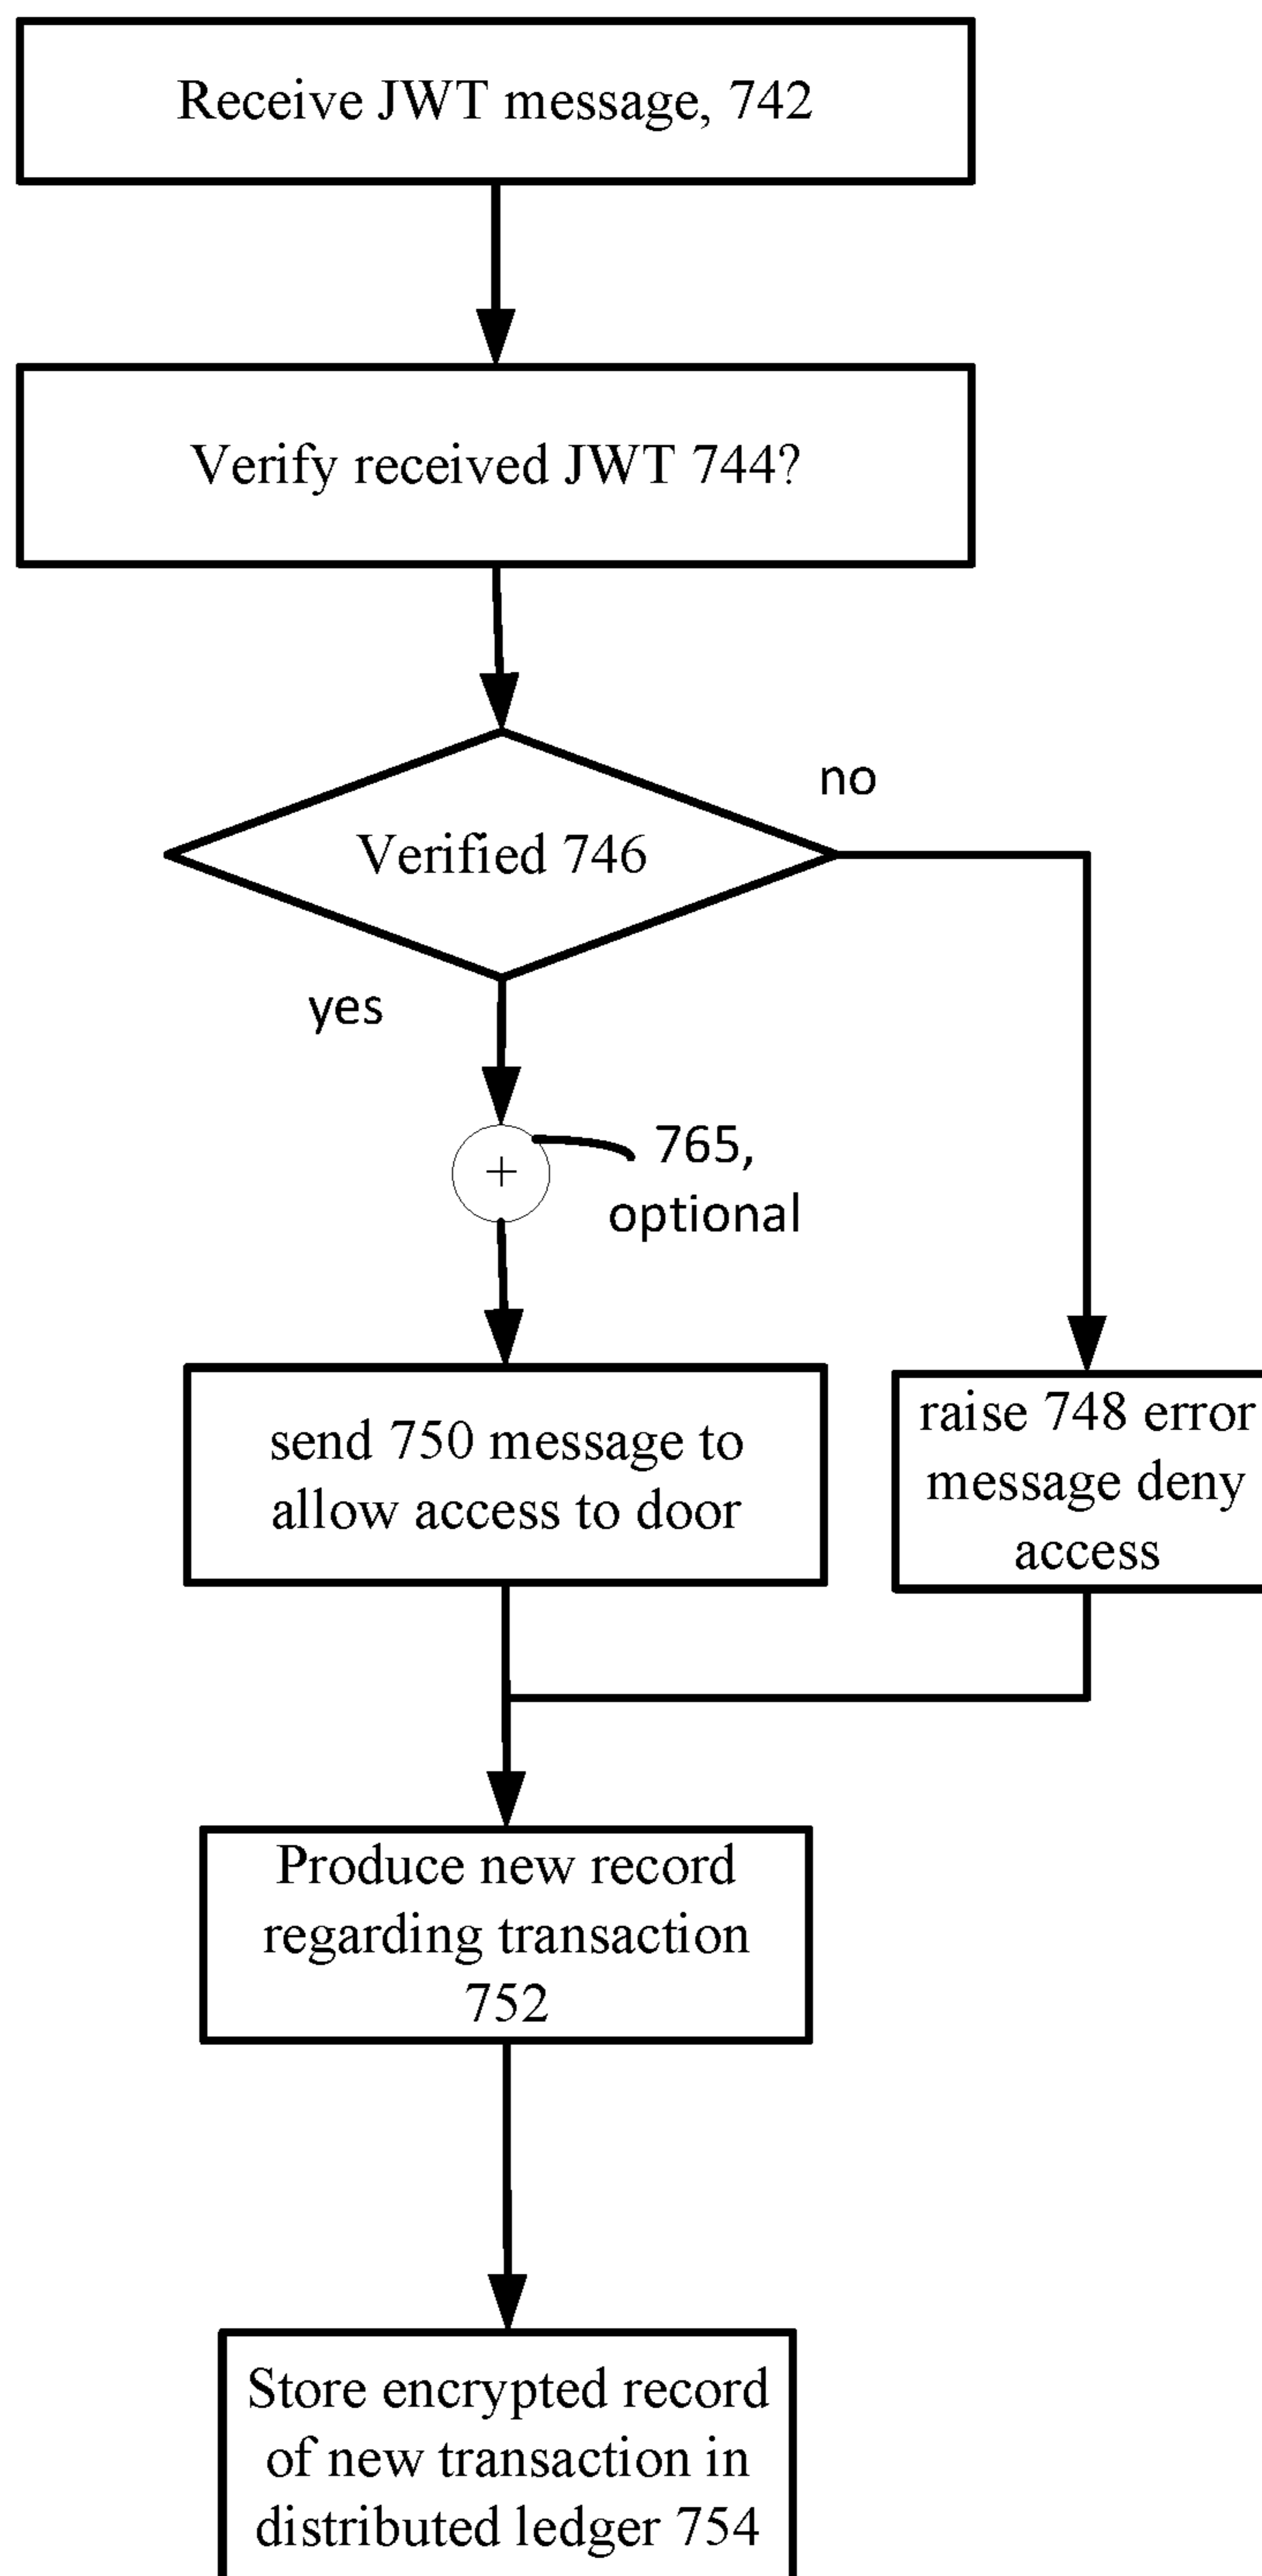 Receive JWT message, 742
Verify received JWT 744?
no
Verified 746
yes
+
765,
optional
send 750 message to
allow access to door
raise 748 error
message deny
access
Produce new record
regarding transaction
752
Store encrypted record
of new transaction in
distributed ledger 754